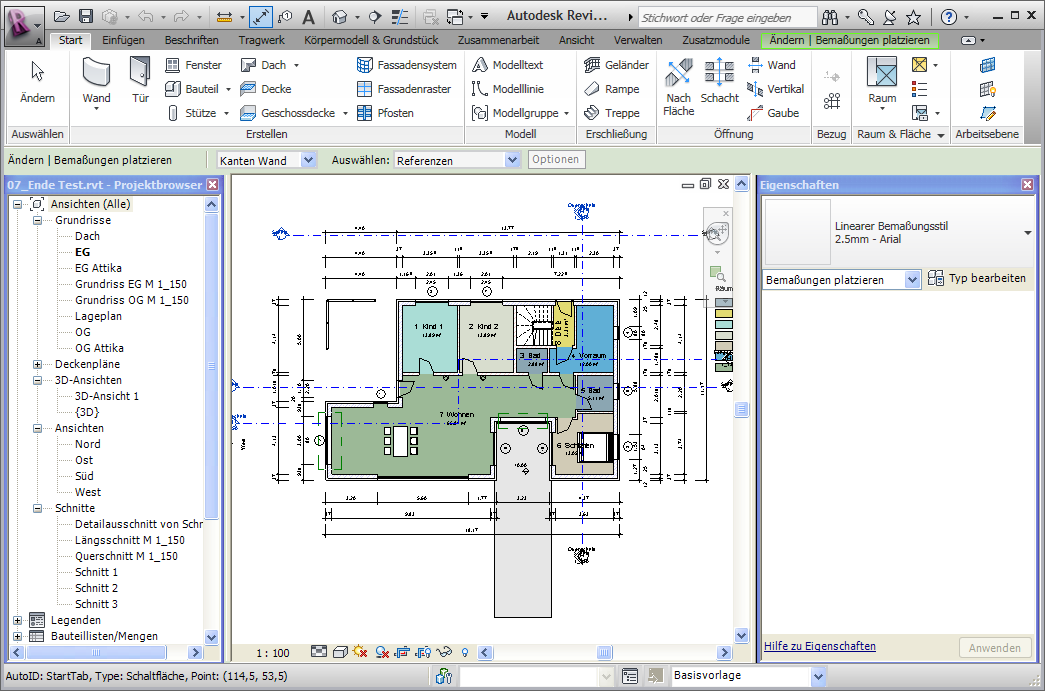 Autodesk Revi... Stichwort oder Frage eingeben
Start Einfügen Beschriften Tragwerk Körpermodell & Grundstück Zusammenarbeit Ansicht Verwalten Zusatzmodule Ändern | Bemaßungen platzieren
Ändern
Auswählen
Wand
Tür
Fenster
Bauteil
Stütze
Dach
Decke
Geschossdecke
Fassadensystem
Fassadenraster
Pfosten
Erstellen
Modelltext
Modelllinie
Modellgruppe
Modell
Geländer
Rampe
Treppe
Erschließung
Nach Fläche
Schacht
Wand
Vertikal
Gaube
Öffnung
Bezug
Raum
Raum & Fläche
Arbeitsebene
Ändern | Bemaßungen platzieren Kanten Wand Auswählen: Referenzen Optionen
07_Ende Test.rvt - Projektbrowser
Ansichten (Alle)
Grundrisse
Dach
EG
EG Attika
Grundriss EG M 1_150
Grundriss OG M 1_150
Lageplan
OG
OG Attika
Deckenpläne
3D-Ansichten
3D-Ansicht 1
{3D}
Ansichten
Nord
Ost
Süd
West
Schnitte
Detailausschnitt von Schr
Längsschnitt M 1_150
Querschnitt M 1_150
Schnitt 1
Schnitt 2
Schnitt 3
Legenden
Bauteillisten/Mengen
1 Kind 1
2 Kind 2
3 Bad
4 Vorraum
5 Bad
7 Wohnen
Raum
1 : 100
Eigenschaften
Linearer Bemaßungsstil
2.5mm - Arial
Bemaßungen platzieren Typ bearbeiten
Hilfe zu Eigenschaften Anwenden
AutoID: StartTab, Type: Schaltfläche, Point: (114,5, 53,5) Basisvorlage